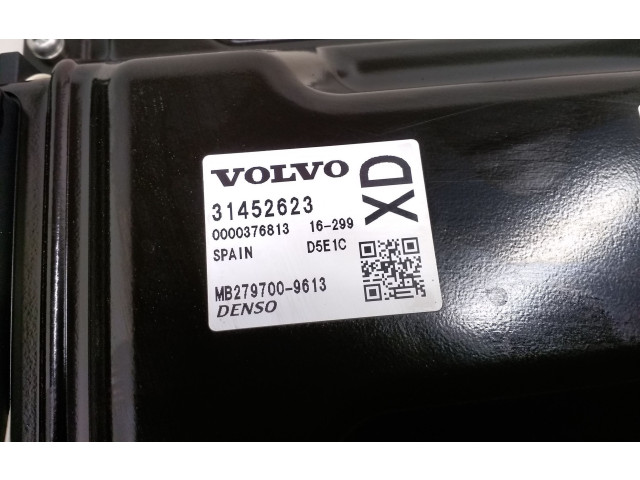 VOLVO
XD
31452623
0000376813 16-299
SPAIN D5E1C
MB279700-9613
DENSO